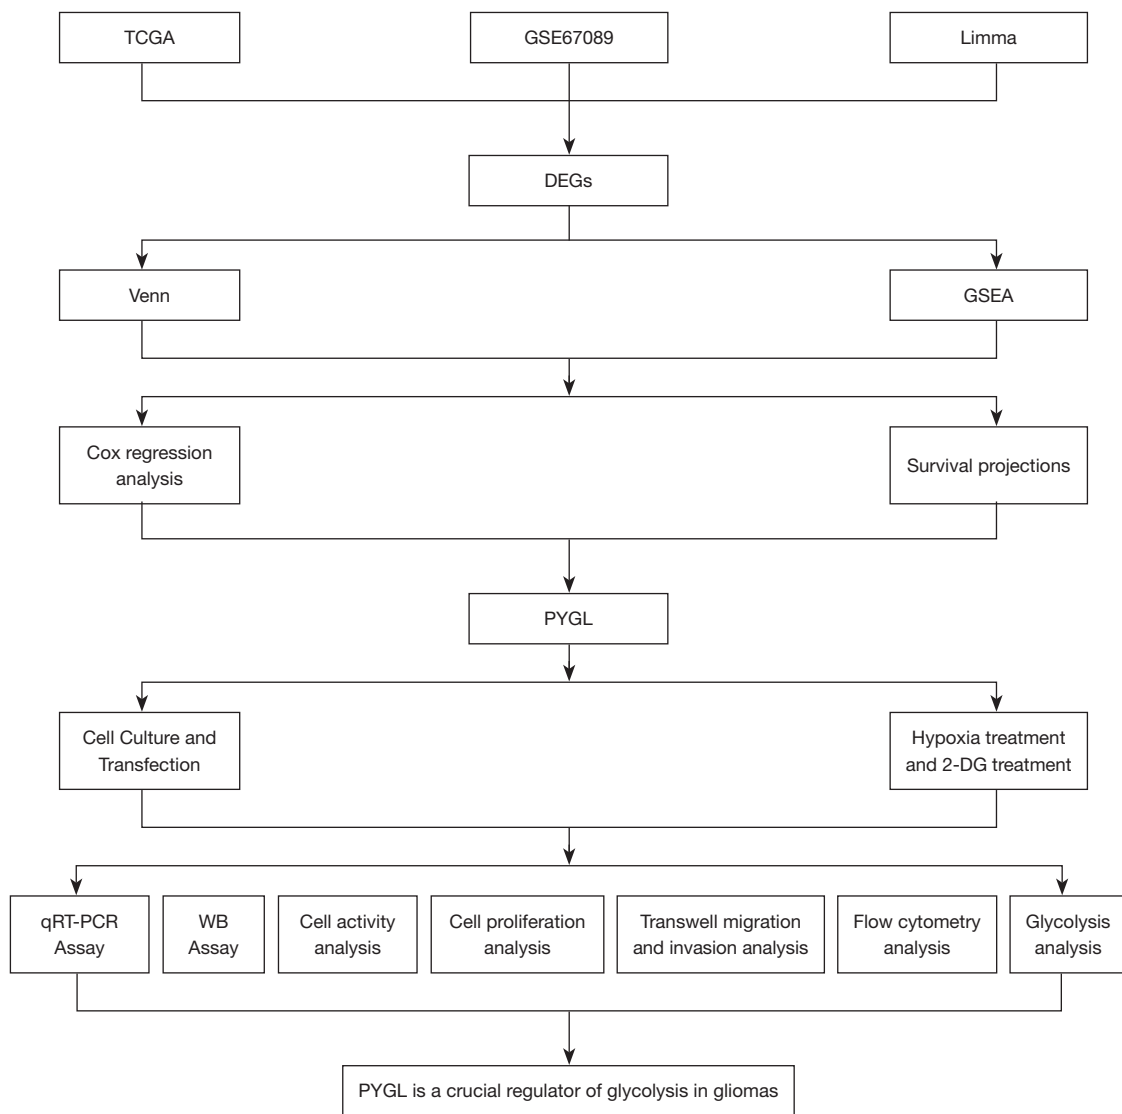 TCGA
GSE67089
Limma
DEGs
Venn
GSEA
Cox regression
analysis
Survival projections
PYGL
Cell Culture and
Transfection
Hypoxia treatment
and 2-DG treatment
qRT-PCR
Assay
WB
Assay
Cell activity
analysis
Cell proliferation
analysis
Transwell migration
and invasion analysis
Flow cytometry
analysis
Glycolysis
analysis
PYGL is a crucial regulator of glycolysis in gliomas